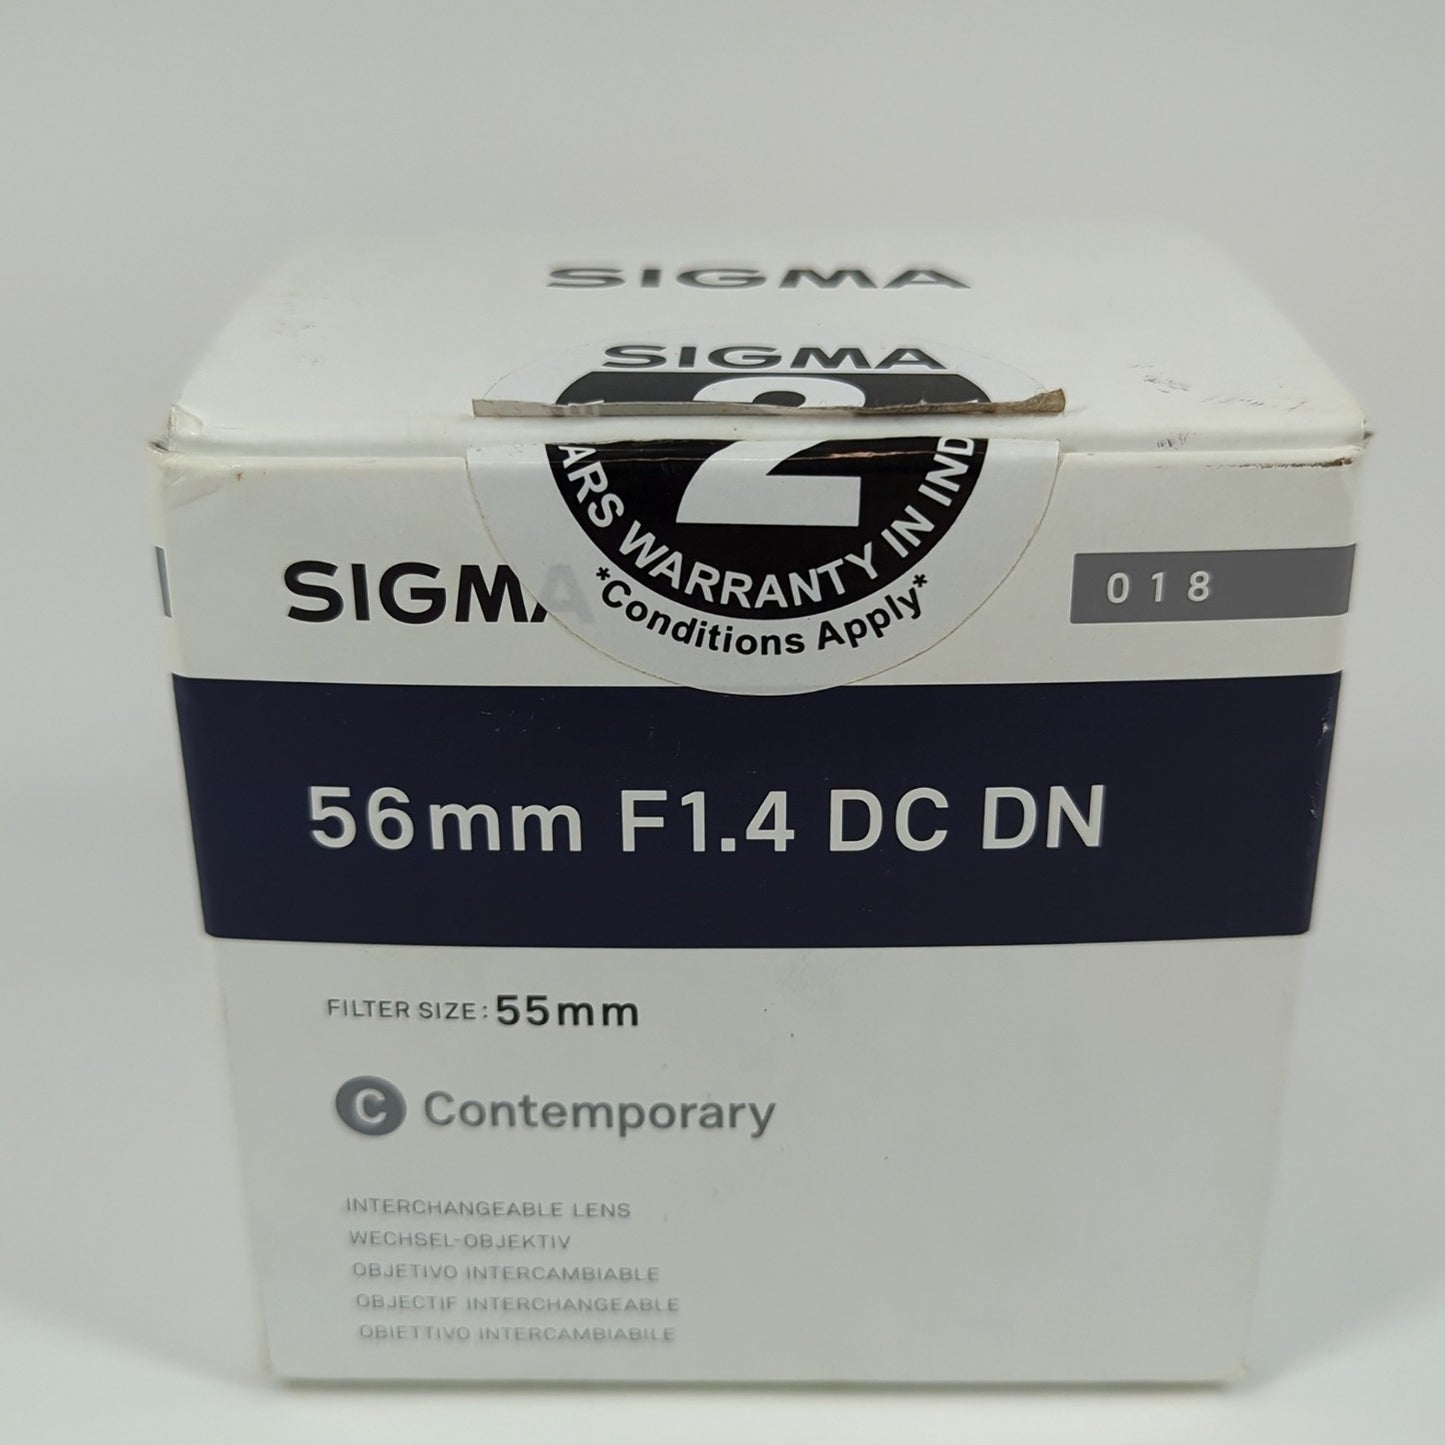 SIGMA
SIGMA
2
ARS WARRANTY IN IND
*Conditions Apply*
SIGMA
018
56mm F1.4 DC DN
FILTER SIZE: 55mm
C Contemporary
INTERCHANGEABLE LENS
WECHSEL-OBJEKTIV
OBJETIVO INTERCAMBIABLE
OBJECTIF INTERCHANGEABLE
OBIETTIVO INTERCAMBIABILE